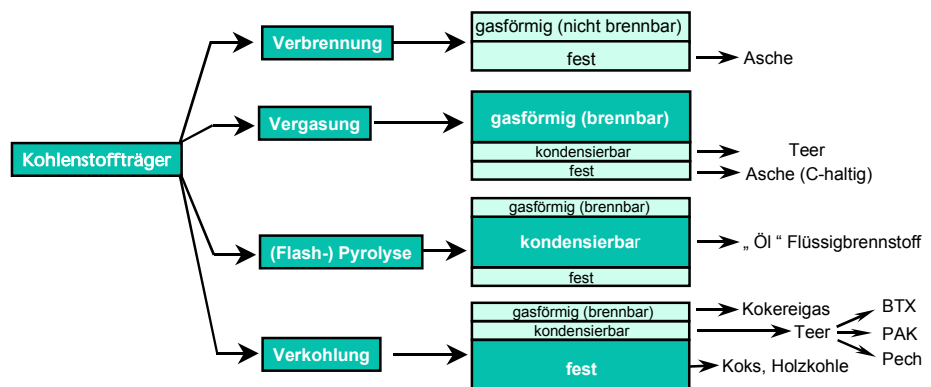 Kohlenstoffträger
Verbrennung
gasförmig (nicht brennbar)
fest
Asche
Vergasung
gasförmig (brennbar)
kondensierbar
Teer
fest
Asche (C-haltig)
(Flash-) Pyrolyse
gasförmig (brennbar)
kondensierbar
„ Öl “ Flüssigbrennstoff
fest
Verkohlung
gasförmig (brennbar)
Kokereigas
kondensierbar
Teer
BTX
PAK
Pech
fest
Koks, Holzkohle